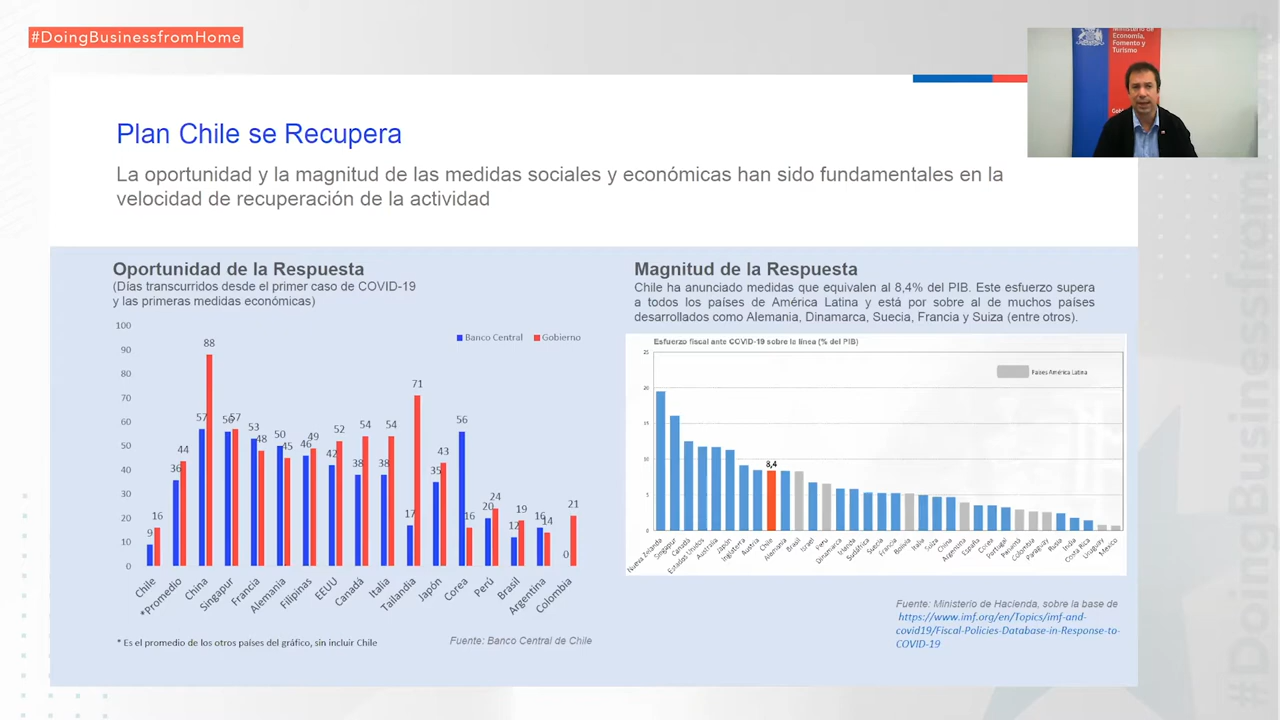 #DoingBusinessfromHome
Ministerio de
Economía,
Fomento y
Turismo
Plan Chile se Recupera
La oportunidad y la magnitud de las medidas sociales y económicas han sido fundamentales en la
velocidad de recuperación de la actividad
Oportunidad de la Respuesta
(Días transcurridos desde el primer caso de COVID-19
y las primeras medidas económicas)
Banco Central
Gobierno
100
90
80
70
60
50
40
30
20
10
0
9
16
36
44
57
88
56
57
53
48
50
45
46
49
42
52
38
54
38
54
17
71
35
43
56
16
20
24
12
19
16
14
0
21
Chile
*Promedio
China
Singapur
Francia
Alemania
Filipinas
EEUU
Canadá
Italia
Tailandia
Japón
Corea
Perú
Brasil
Argentina
Colombia
* Es el promedio de los otros países del gráfico, sin incluir Chile
Fuente: Banco Central de Chile
Magnitud de la Respuesta
Chile ha anunciado medidas que equivalen al 8,4% del PIB. Este esfuerzo supera
a todos los países de América Latina y está por sobre al de muchos países
desarrollados como Alemania, Dinamarca, Suecia, Francia y Suiza (entre otros).
Esfuerzo fiscal ante COVID-19 sobre la línea (% del PIB)
Países América Latina
25
20
15
10
5
0
8,4
Nueva Zelanda
Singapur
Canadá
Estados Unidos
Australia
Japón
Inglaterra
Austria
Chile
Alemania
Brasil
Israel
Peru
Dinamarca
Irlanda
Sudáfrica
Suecia
Francia
Bolivia
Italia
Suiza
China
Argentina
España
Corea
Portugal
Panamá
Colombia
Paraguay
Rusia
India
Costa Rica
Uruguay
Mexico
Fuente: Ministerio de Hacienda, sobre la base de
https://www.imf.org/en/Topics/imf-and-
covid19/Fiscal-Policies-Database-in-Response-to-
COVID-19
#DoingBusinessfrom